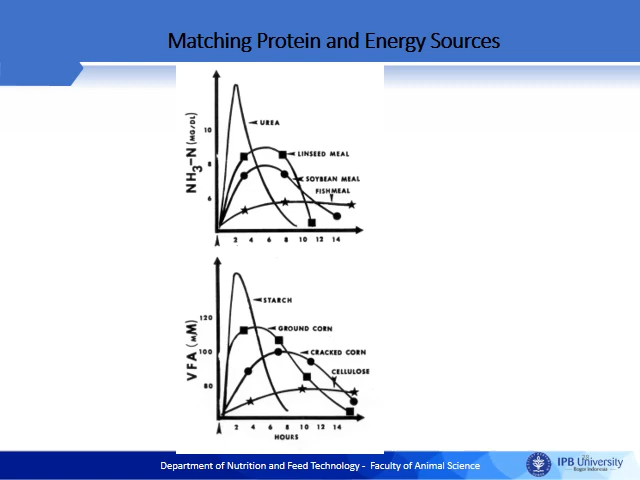 Matching Protein and Energy Sources
NH3-N (MG/DL)
10
8
6
UREA
LINSEED MEAL
SOYBEAN MEAL
FISHMEAL
2 4 6 8 10 12 14
VFA (MM)
120
100
80
STARCH
GROUND CORN
CRACKED CORN
CELLULOSE
2 4 6 8 10 12 14
HOURS
Department of Nutrition and Feed Technology - Faculty of Animal Science
IPB University
Bogor Indonesia